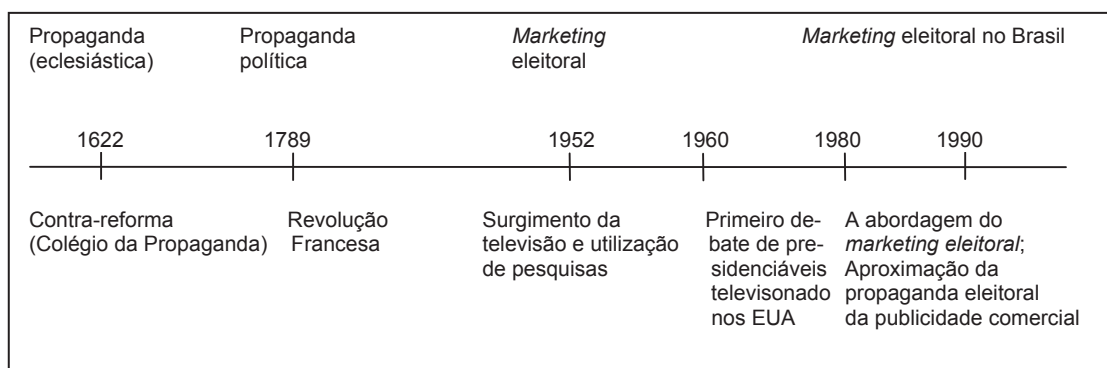 Propaganda
(eclesiástica)
Propaganda
política
Marketing
eleitoral
Marketing eleitoral no Brasil
1622
1789
1952
1960
1980
1990
Contra-reforma
(Colégio da Propaganda)
Revolução
Francesa
Surgimento da
televisão e utilização
de pesquisas
Primeiro de-
bate de pre-
sidenciáveis
televisonado
nos EUA
A abordagem do
marketing eleitoral;
Aproximação da
propaganda eleitoral
da publicidade comercial